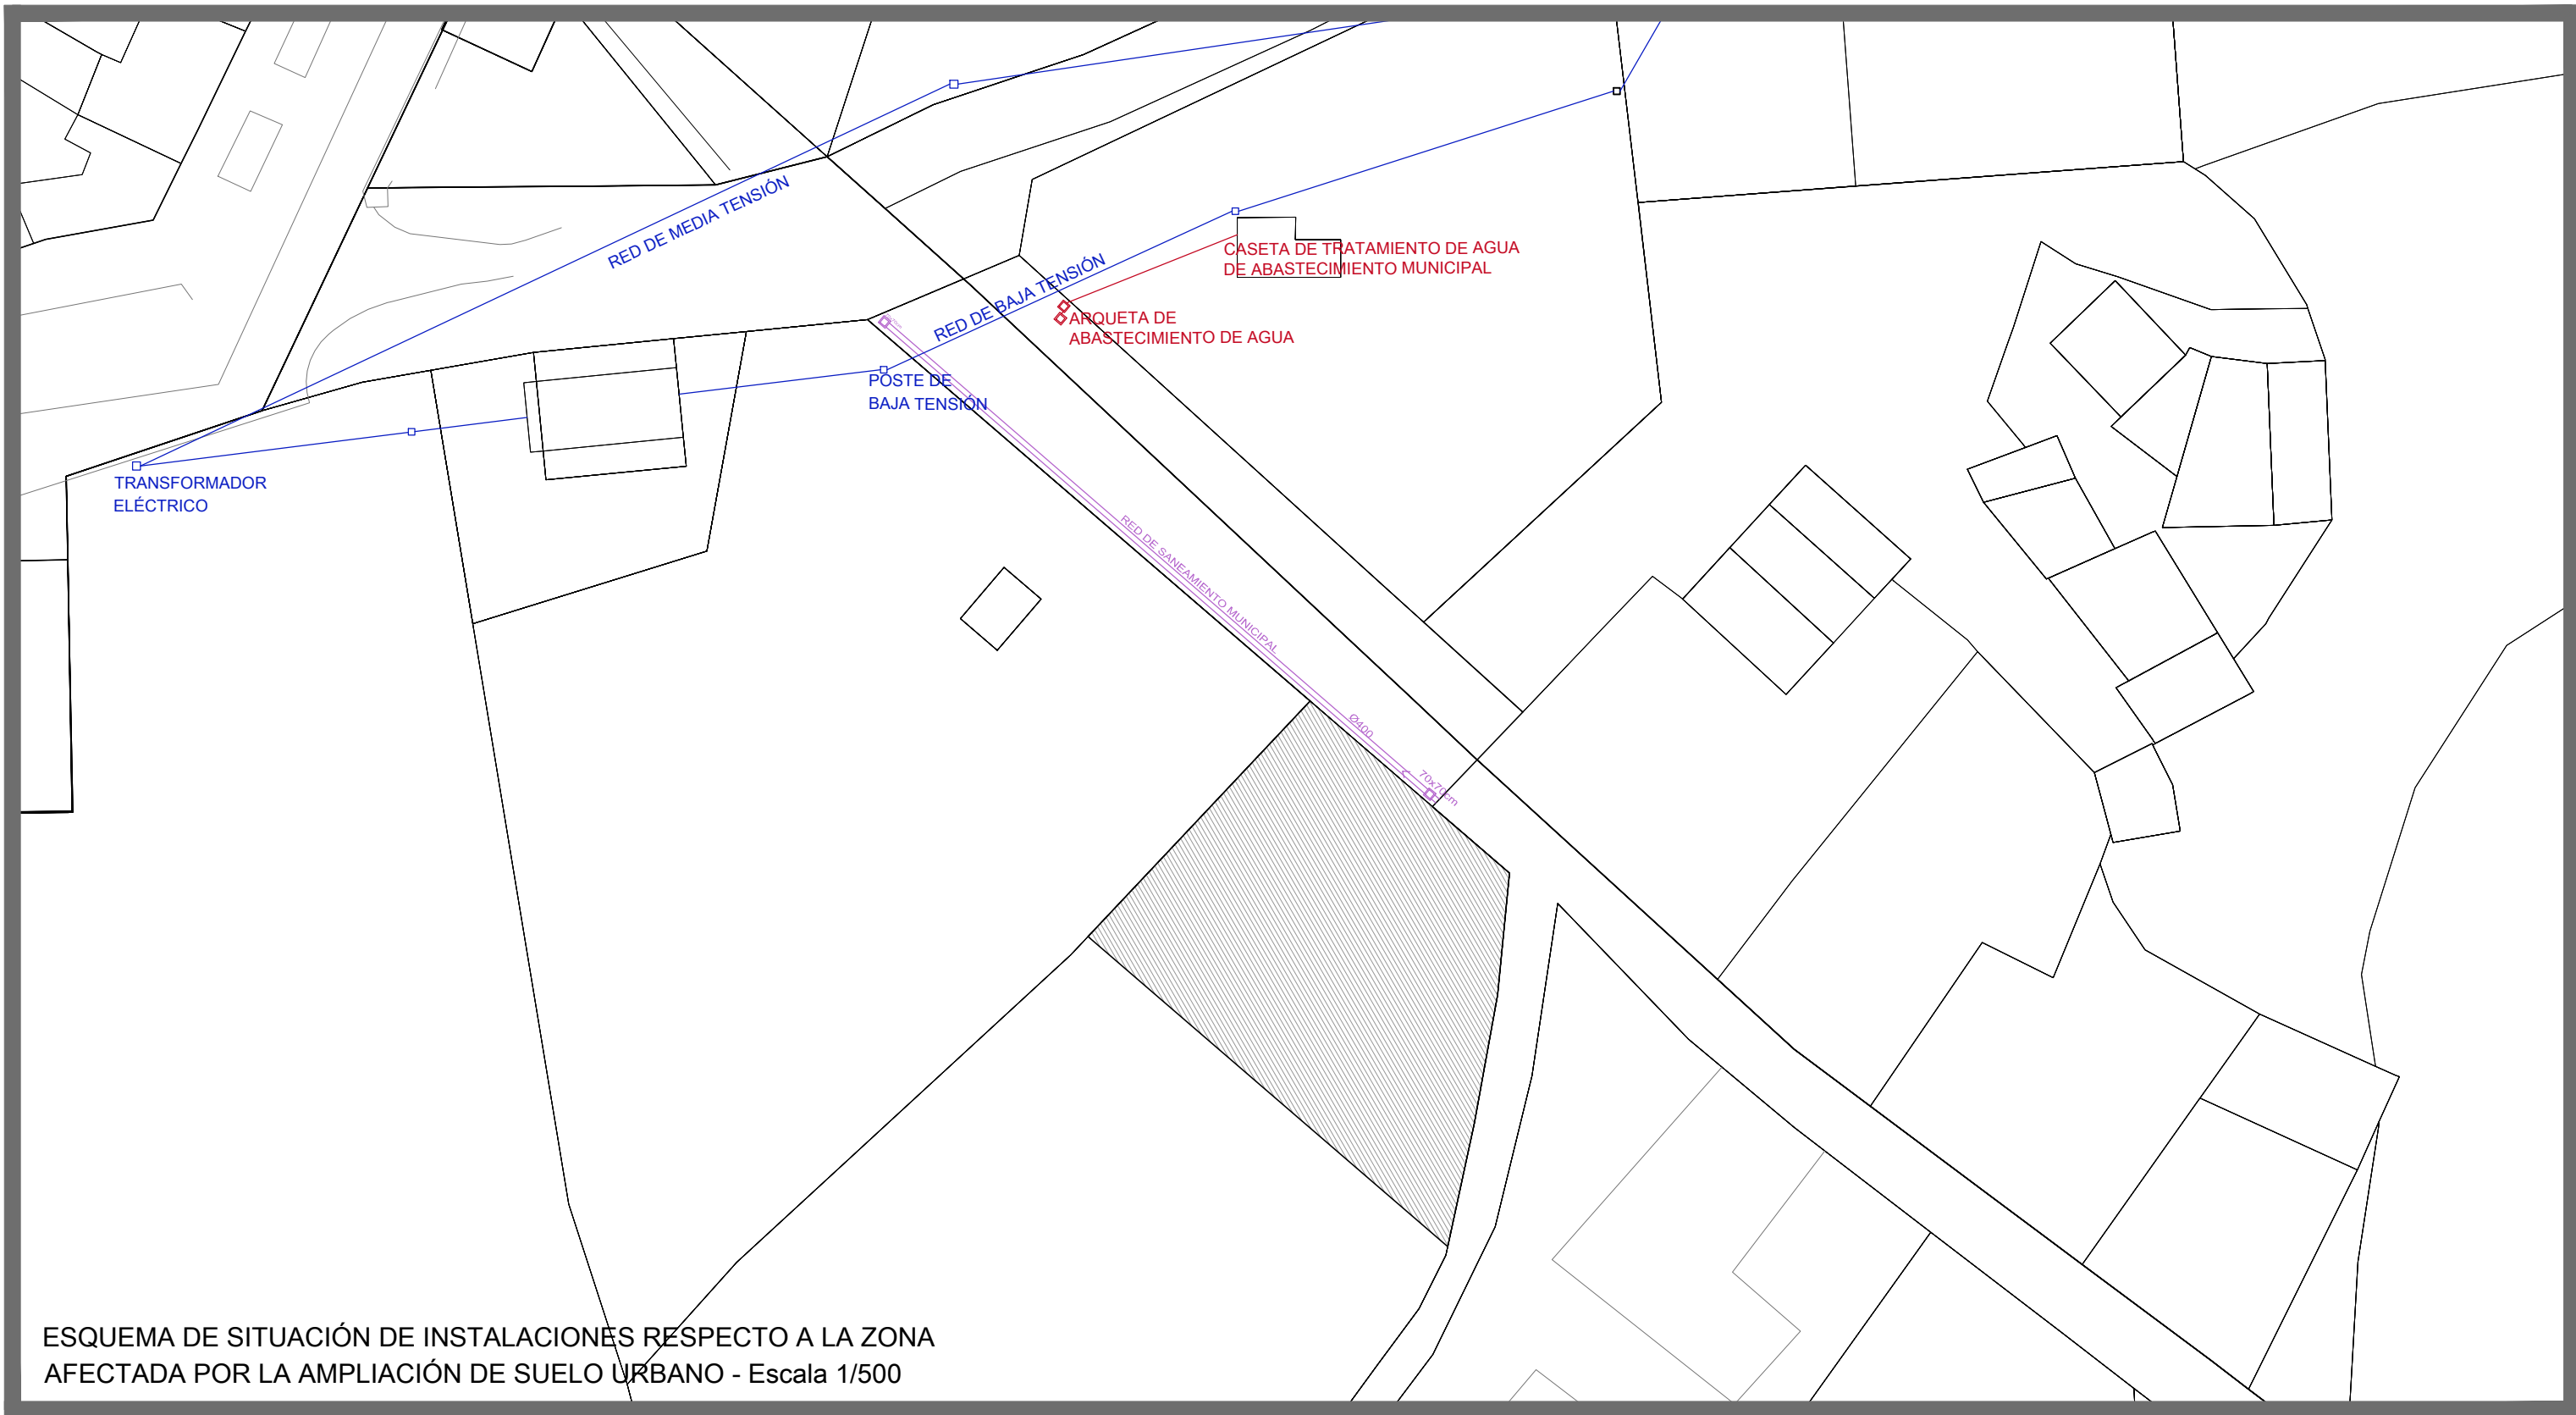 RED DE MEDIA TENSIÓN
CASETA DE TRATAMIENTO DE AGUA
DE ABASTECIMIENTO MUNICIPAL
RED DE BAJA TENSIÓN
ARQUETA DE
ABASTECIMIENTO DE AGUA
POSTE DE
BAJA TENSIÓN
TRANSFORMADOR
ELÉCTRICO
RED DE SANEAMIENTO MUNICIPAL
Ø400
70x70cm
ESQUEMA DE SITUACIÓN DE INSTALACIONES RESPECTO A LA ZONA
AFECTADA POR LA AMPLIACIÓN DE SUELO URBANO - Escala 1/500